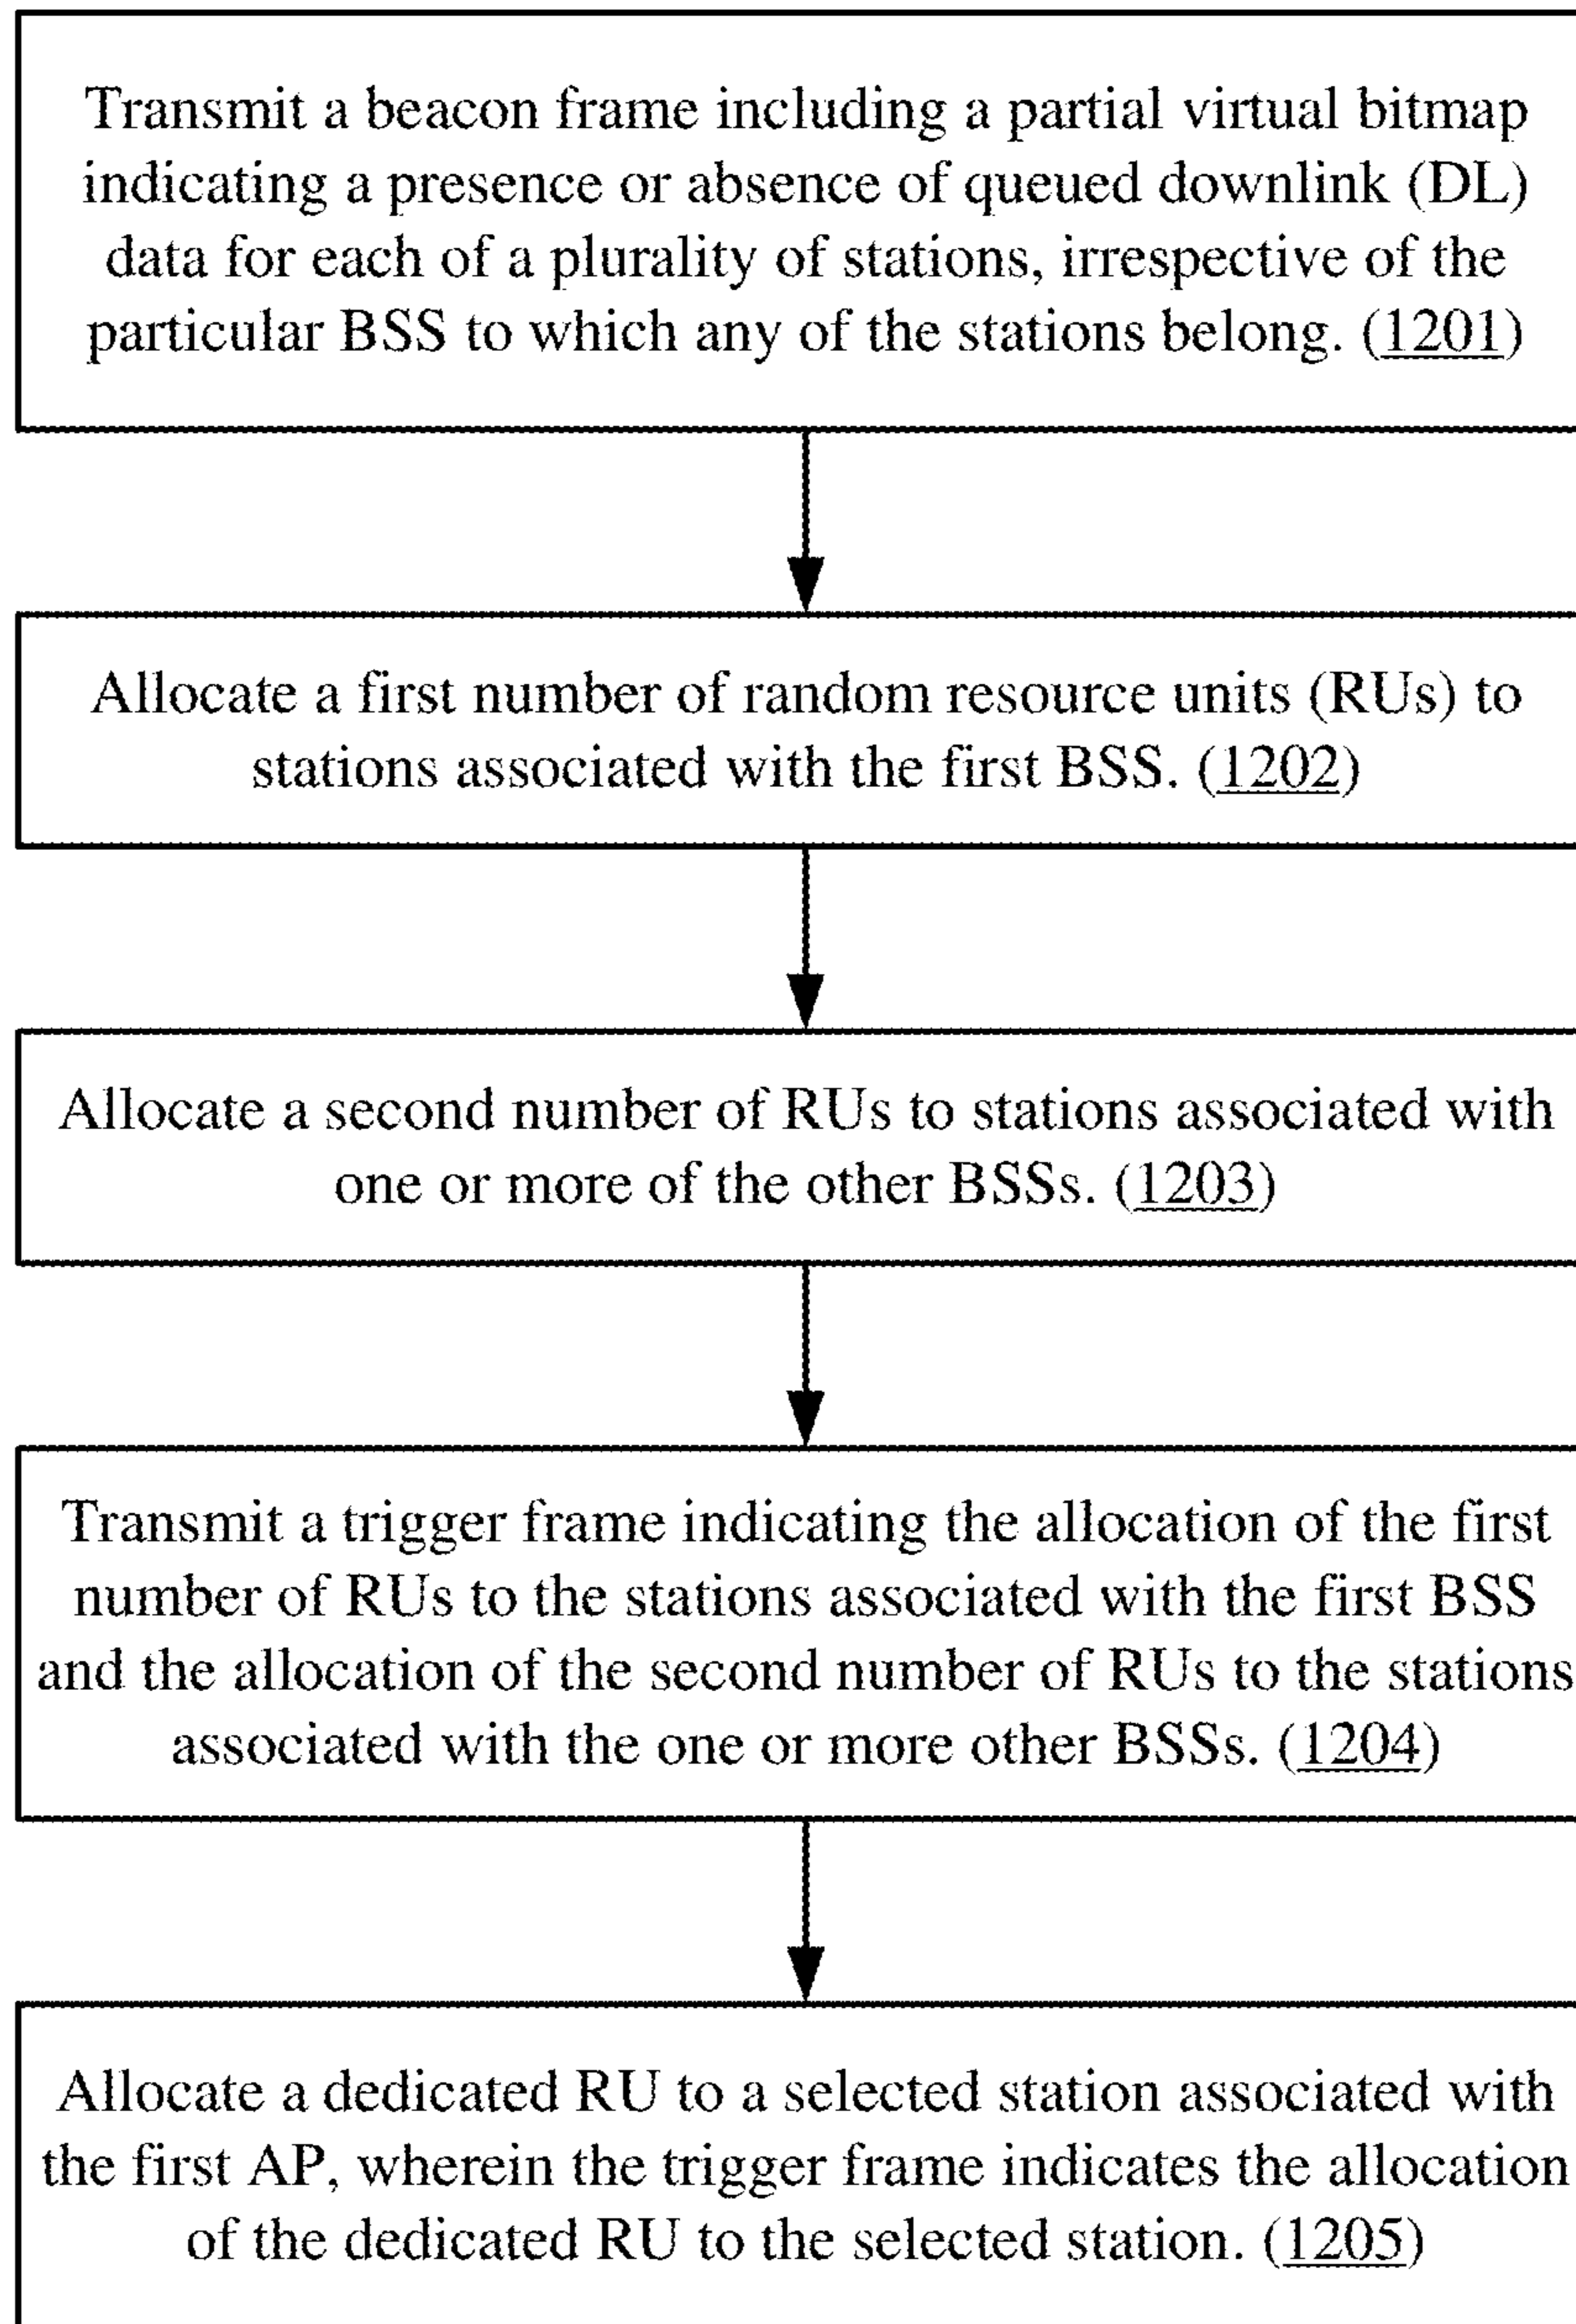 Transmit a beacon frame including a partial virtual bitmap
indicating a presence or absence of queued downlink (DL)
data for each of a plurality of stations, irrespective of the
particular BSS to which any of the stations belong. (1201)
Allocate a first number of random resource units (RUs) to
stations associated with the first BSS. (1202)
Allocate a second number of RUs to stations associated with
one or more of the other BSSs. (1203)
Transmit a trigger frame indicating the allocation of the first
number of RUs to the stations associated with the first BSS
and the allocation of the second number of RUs to the stations
associated with the one or more other BSSs. (1204)
Allocate a dedicated RU to a selected station associated with
the first AP, wherein the trigger frame indicates the allocation
of the dedicated RU to the selected station. (1205)